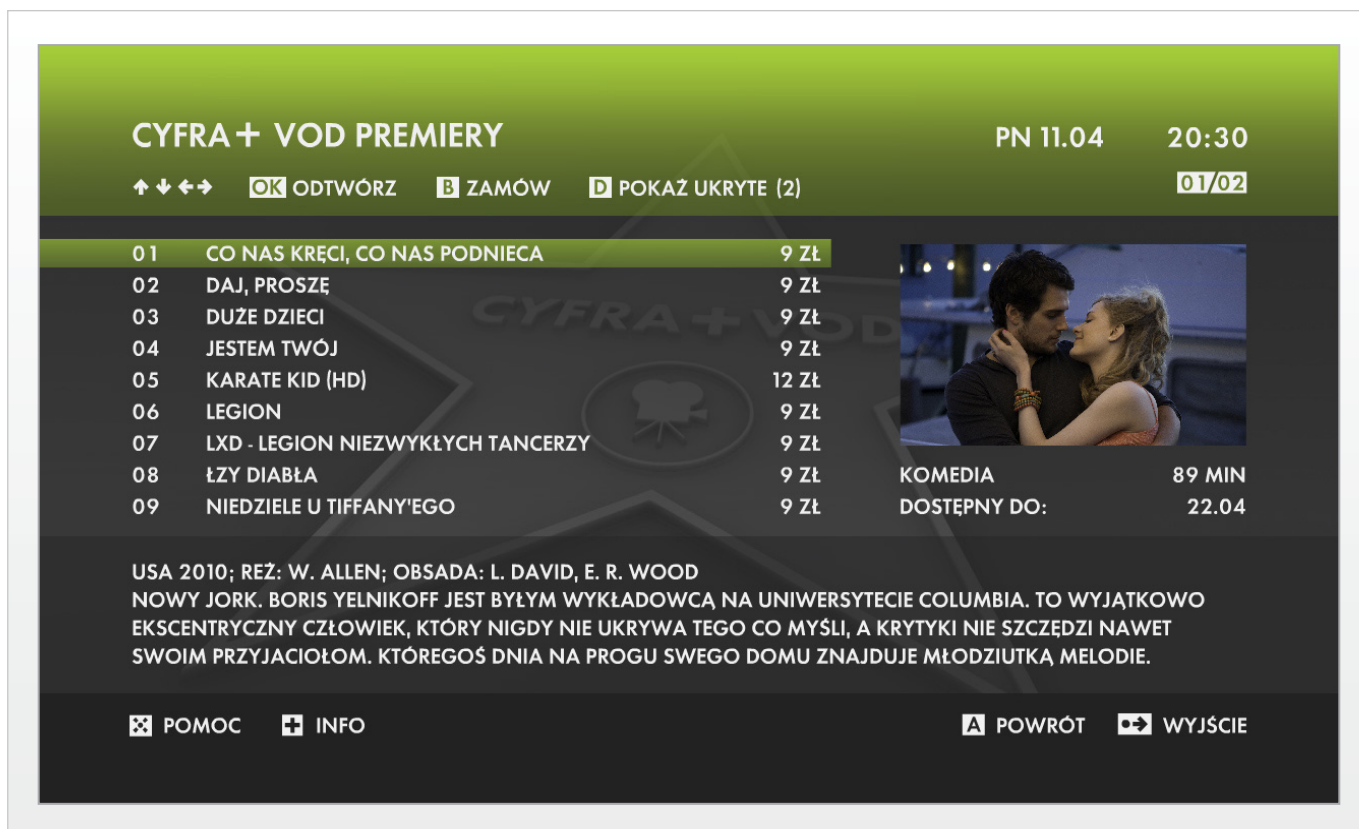 CYFRA+ VOD PREMIERY PN 11.04 20:30
OK ODTWÓRZ B ZAMÓW D POKAŻ UKRYTE (2) 01/02
01 CO NAS KRĘCI, CO NAS PODNIECA 9 ZŁ
02 DAJ, PROSZĘ 9 ZŁ
03 DUŻE DZIECI 9 ZŁ
04 JESTEM TWÓJ 9 ZŁ
05 KARATE KID (HD) 12 ZŁ
06 LEGION 9 ZŁ
07 LXD - LEGION NIEZWYKŁYCH TANCERZY 9 ZŁ
08 ŁZY DIABŁA 9 ZŁ
09 NIEDZIELE U TIFFANY'EGO 9 ZŁ
CYFRA+VOD
KOMEDIA 89 MIN
DOSTĘPNY DO: 22.04
USA 2010; REŻ: W. ALLEN; OBSADA: L. DAVID, E. R. WOOD
NOWY JORK. BORIS YELNIKOFF JEST BYŁYM WYKŁADOWCĄ NA UNIWERSYTECIE COLUMBIA. TO WYJĄTKOWO
EKSCENTRYCZNY CZŁOWIEK, KTÓRY NIGDY NIE UKRYWA TEGO CO MYŚLI, A KRYTYKI NIE SZCZĘDZI NAWET
SWOIM PRZYJACIOŁOM. KTÓREGOŚ DNIA NA PROGU SWEGO DOMU ZNAJDUJE MŁODZIUTKĄ MELODIE.
POMOC INFO A POWRÓT WYJŚCIE